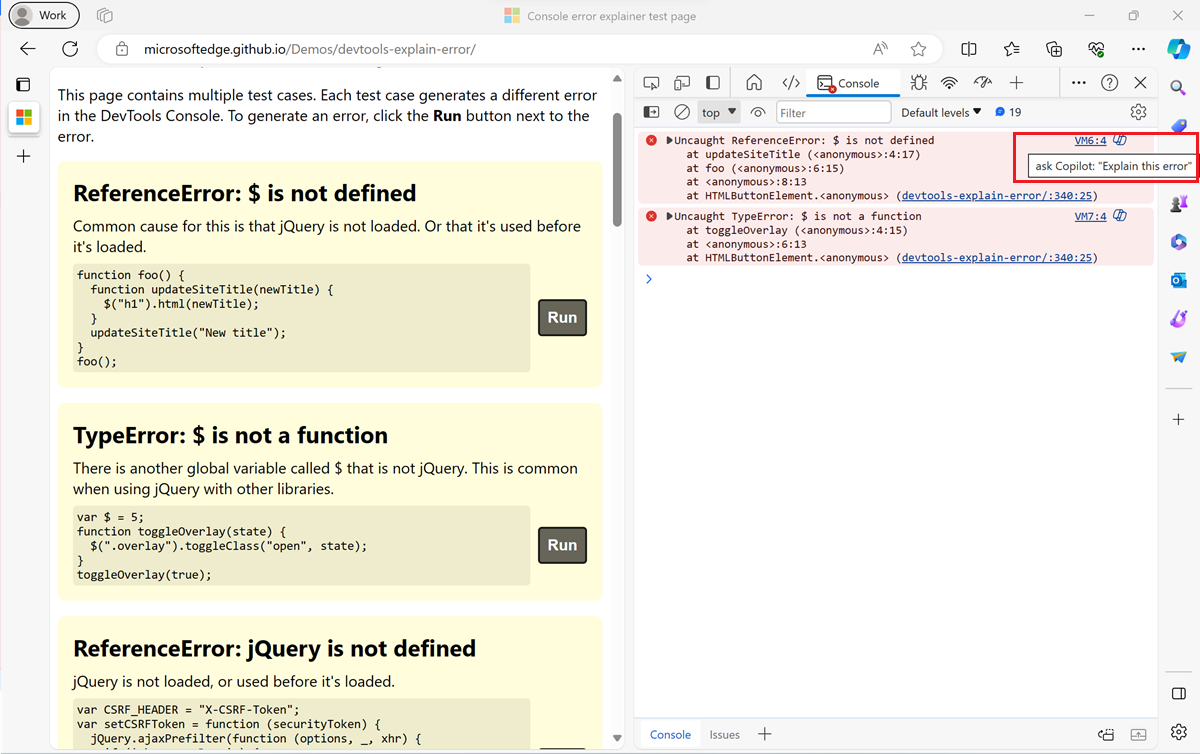 Work
Console error explainer test page
microsoftedge.github.io/Demos/devtools-explain-error/
This page contains multiple test cases. Each test case generates a different error
in the DevTools Console. To generate an error, click the Run button next to the
error.
ReferenceError: $ is not defined
Common cause for this is that jQuery is not loaded. Or that it's used before
it's loaded.
function foo() {
  function updateSiteTitle(newTitle) {
    $("h1").html(newTitle);
  }
  updateSiteTitle("New title");
}
foo();
Run
TypeError: $ is not a function
There is another global variable called $ that is not jQuery. This is common
when using jQuery with other libraries.
var $ = 5;
function toggleOverlay(state) {
  $(".overlay").toggleClass("open", state);
}
toggleOverlay(true);
Run
ReferenceError: jQuery is not defined
jQuery is not loaded, or used before it's loaded.
var CSRF_HEADER = "X-CSRF-Token";
var setCSRFToken = function (securityToken) {
  jQuery.ajaxPrefilter(function (options, _, xhr) {
Console
top
Filter
Default levels
19
Uncaught ReferenceError: $ is not defined VM6:4
at updateSiteTitle (<anonymous>:4:17)
at foo (<anonymous>:6:15)
at <anonymous>:8:13
at HTMLButtonElement.<anonymous> (devtools-explain-error/:340:25)
ask Copilot: "Explain this error"
Uncaught TypeError: $ is not a function VM7:4
at toggleOverlay (<anonymous>:4:15)
at <anonymous>:6:13
at HTMLButtonElement.<anonymous> (devtools-explain-error/:340:25)
Console Issues